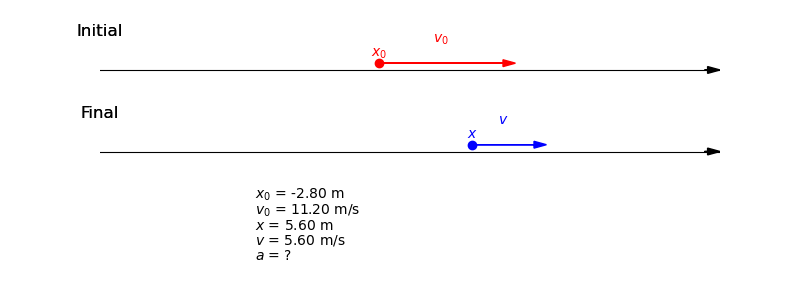 Initial
v₀
x₀
Final
v
x
x₀ = -2.80 m
v₀ = 11.20 m/s
x = 5.60 m
v = 5.60 m/s
a = ?